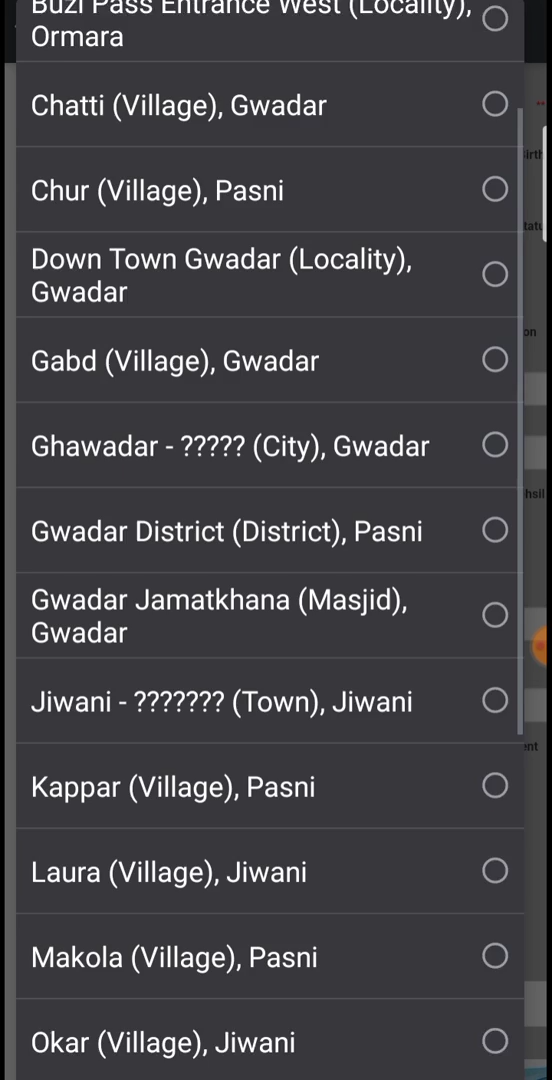 Buzi Pass Entrance West (Locality),
Ormara
Chatti (Village), Gwadar
Chur (Village), Pasni
Down Town Gwadar (Locality),
Gwadar
Gabd (Village), Gwadar
Ghawadar - ????? (City), Gwadar
Gwadar District (District), Pasni
Gwadar Jamatkhana (Masjid),
Gwadar
Jiwani - ??????? (Town), Jiwani
Kappar (Village), Pasni
Laura (Village), Jiwani
Makola (Village), Pasni
Okar (Village), Jiwani